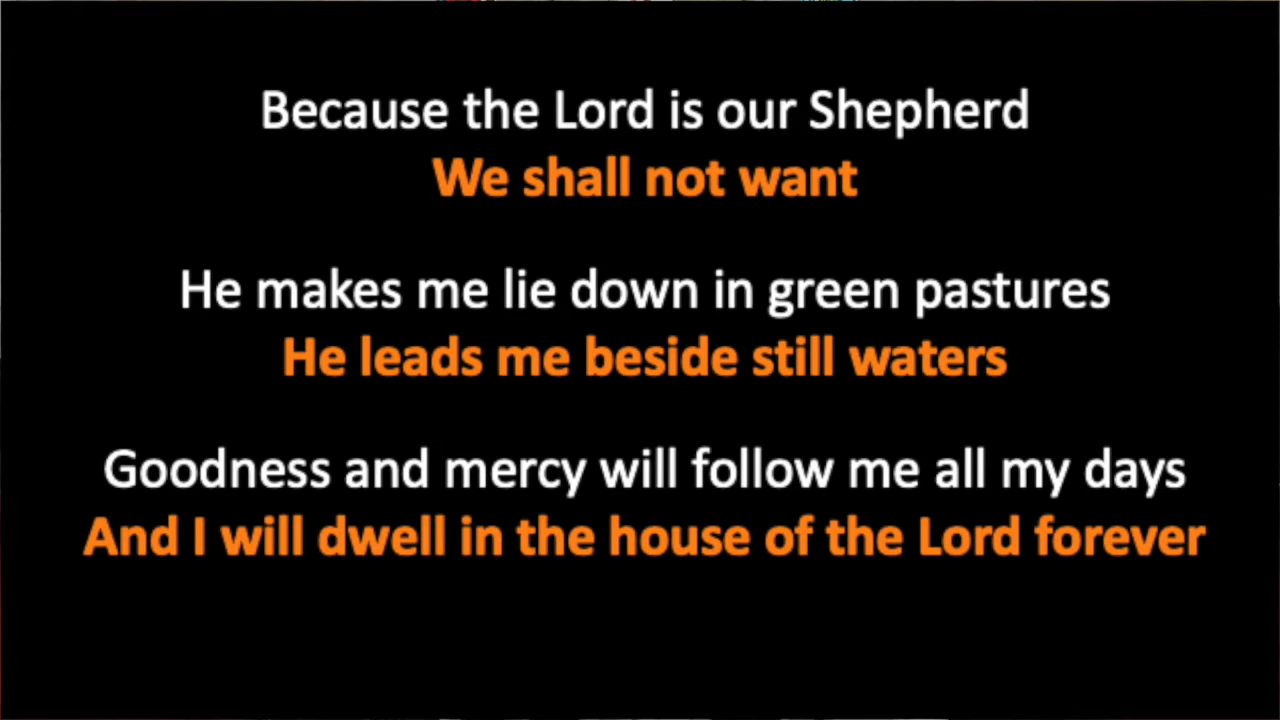 Because the Lord is our Shepherd
We shall not want
He makes me lie down in green pastures
He leads me beside still waters
Goodness and mercy will follow me all my days
And I will dwell in the house of the Lord forever